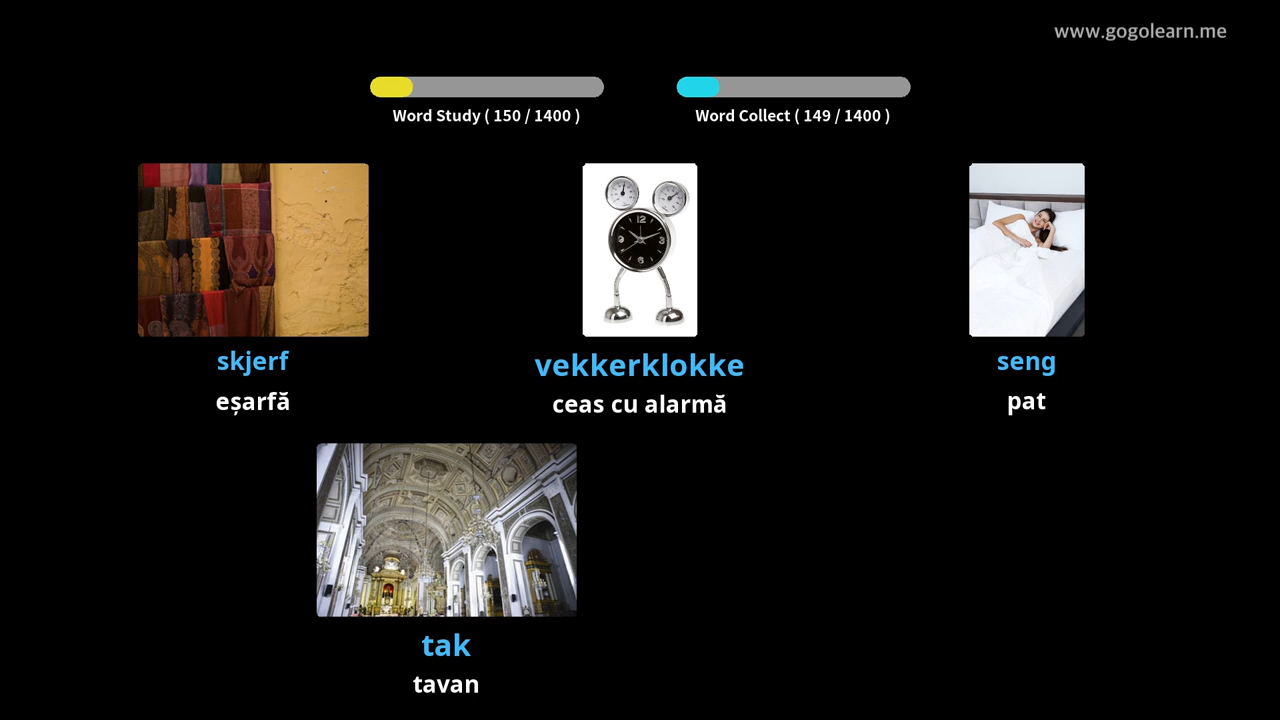 www.gogolearn.me
Word Study ( 150 / 1400 )
Word Collect ( 149 / 1400 )
skjerf
eșarfă
vekkerklokke
ceas cu alarmă
seng
pat
tak
tavan